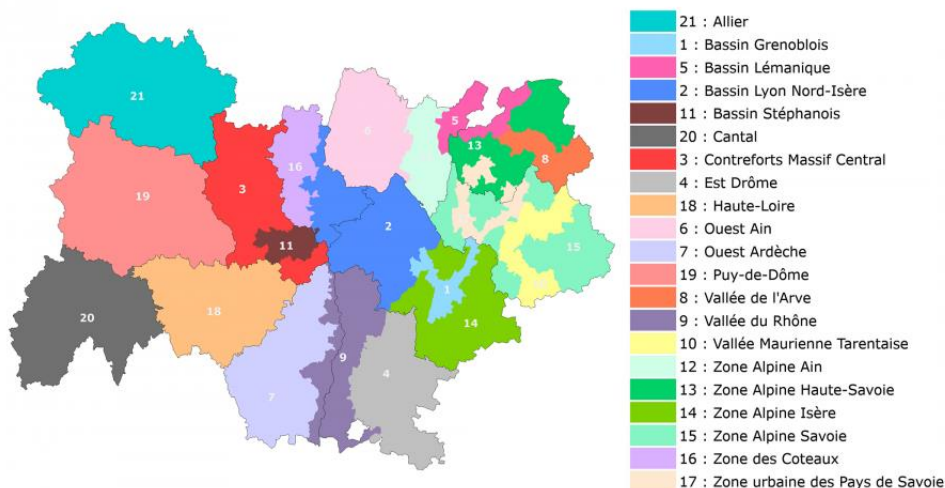 21
5
13
6
8
16
3
19
2
15
11
10
1
18
20
14
9
4
7
21 : Allier
1 : Bassin Grenoblois
5 : Bassin Lémanique
2 : Bassin Lyon Nord-Isère
11 : Bassin Stéphanois
20 : Cantal
3 : Contreforts Massif Central
4 : Est Drôme
18 : Haute-Loire
6 : Ouest Ain
7 : Ouest Ardèche
19 : Puy-de-Dôme
8 : Vallée de l'Arve
9 : Vallée du Rhône
10 : Vallée Maurienne Tarentaise
12 : Zone Alpine Ain
13 : Zone Alpine Haute-Savoie
14 : Zone Alpine Isère
15 : Zone Alpine Savoie
16 : Zone des Coteaux
17 : Zone urbaine des Pays de Savoie